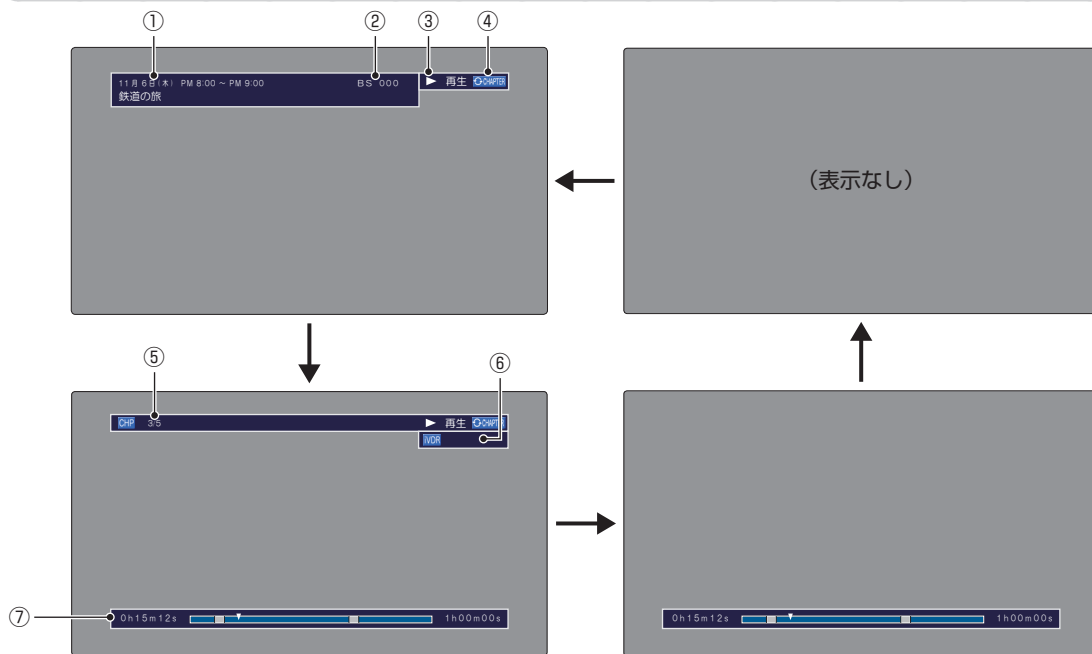 ①
②
③
④
11月 6日(木) PM 8:00 ~ PM 9:00 BS 000
鉄道の旅
再生 CHAPTER
(表示なし)
⑤
⑥
CHP 3/5
再生 CHAPTER
iVDR
⑦
0h15m12s 1h00m00s
0h15m12s 1h00m00s